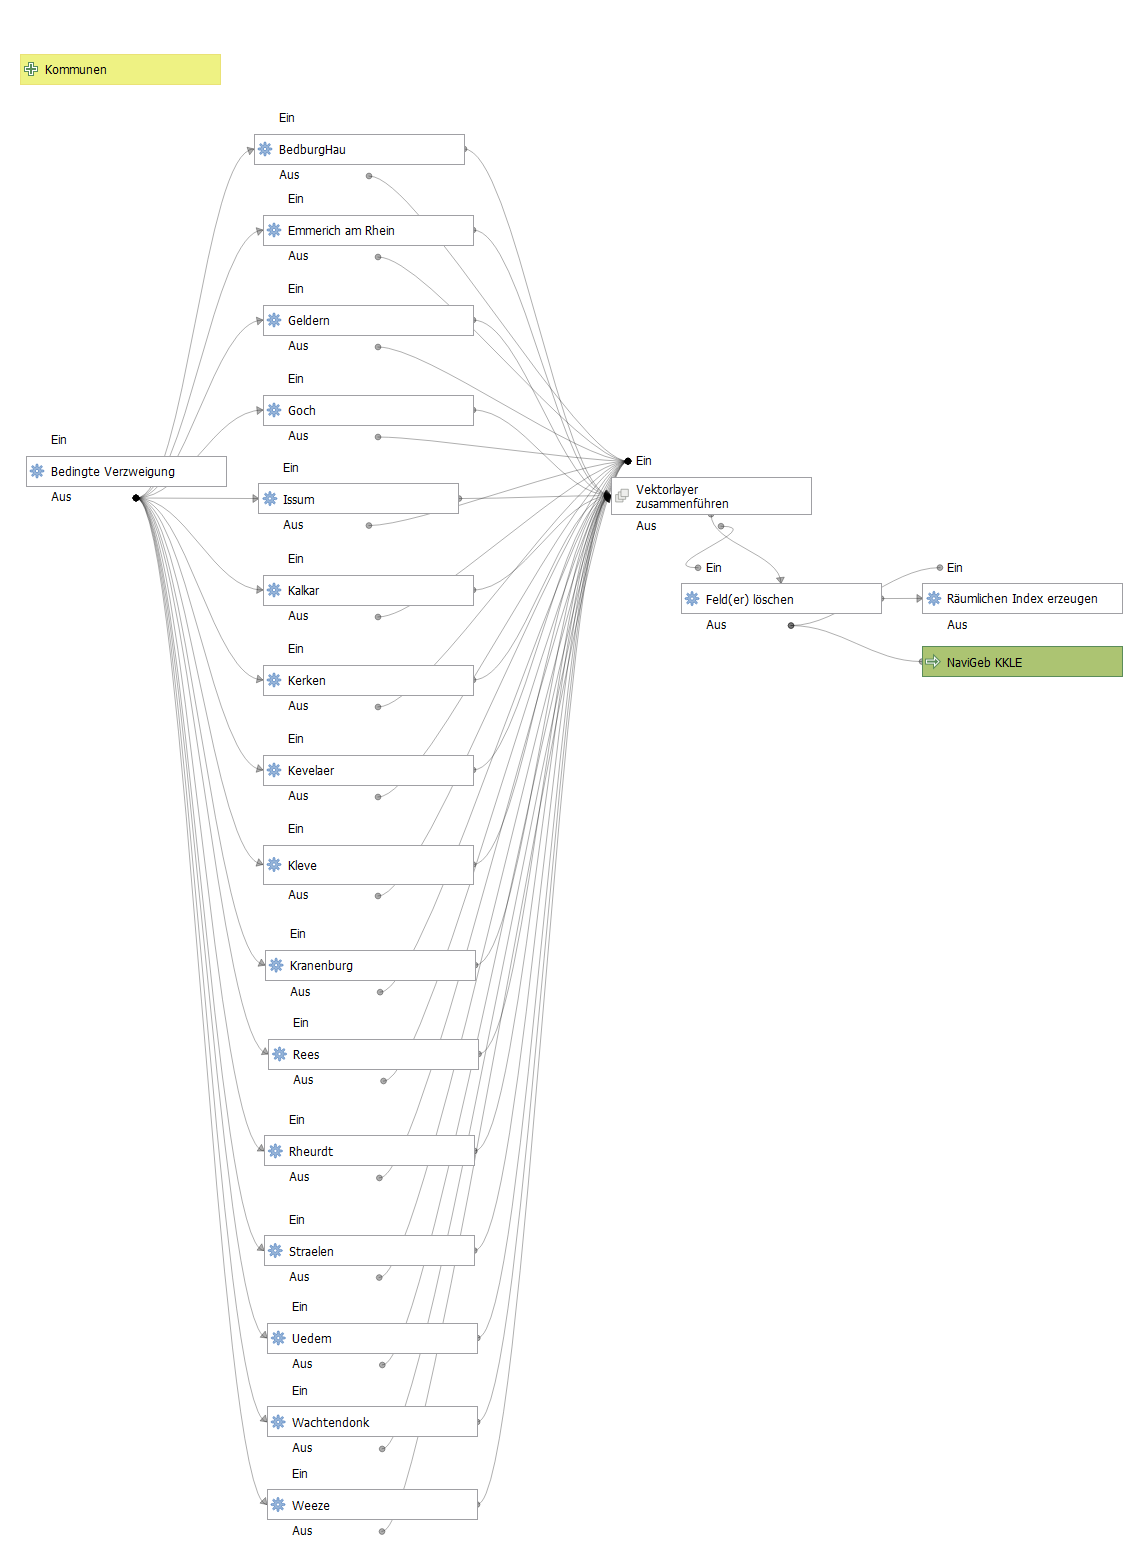 Kommunen
Ein
BedburgHau
Aus
Ein
Emmerich am Rhein
Aus
Ein
Geldern
Aus
Ein
Goch
Aus
Ein
Bedingte Verzweigung
Aus
Ein
Issum
Aus
Ein
Kalkar
Aus
Ein
Kerken
Aus
Ein
Kevelaer
Aus
Ein
Kleve
Aus
Ein
Kranenburg
Aus
Ein
Rees
Aus
Ein
Rheurdt
Aus
Ein
Straelen
Aus
Ein
Uedem
Aus
Ein
Wachtendonk
Aus
Ein
Weeze
Aus
Ein
Vektorlayer
zusammenführen
Aus
Ein
Feld(er) löschen
Aus
Ein
Räumlichen Index erzeugen
Aus
NaviGeb KKLE